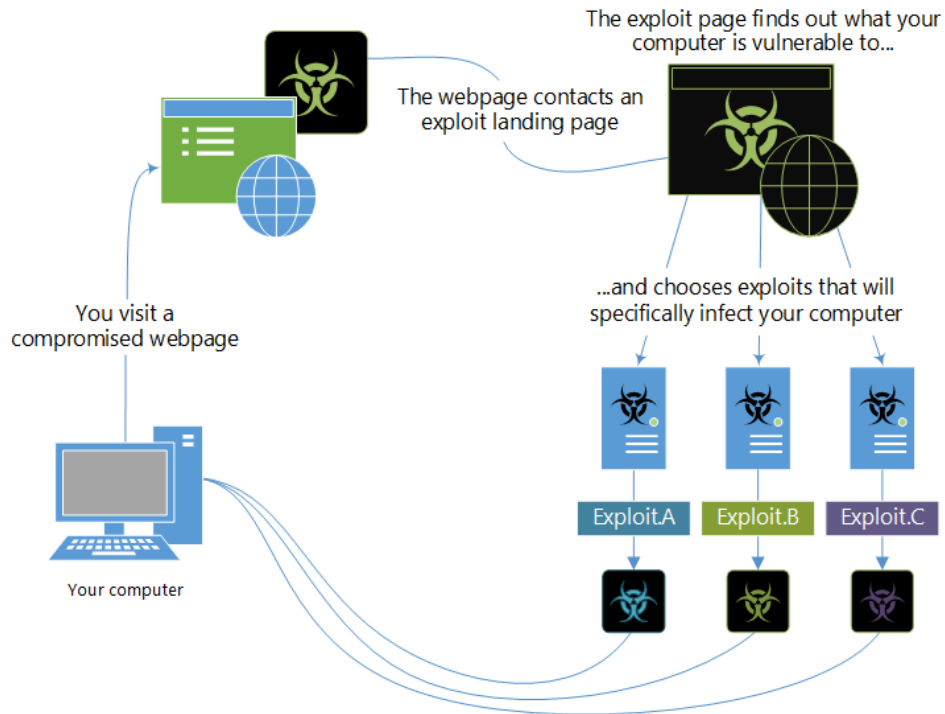 The exploit page finds out what your
computer is vulnerable to...
The webpage contacts an
exploit landing page
...and chooses exploits that will
specifically infect your computer
You visit a
compromised webpage
Exploit.A
Exploit.B
Exploit.C
Your computer